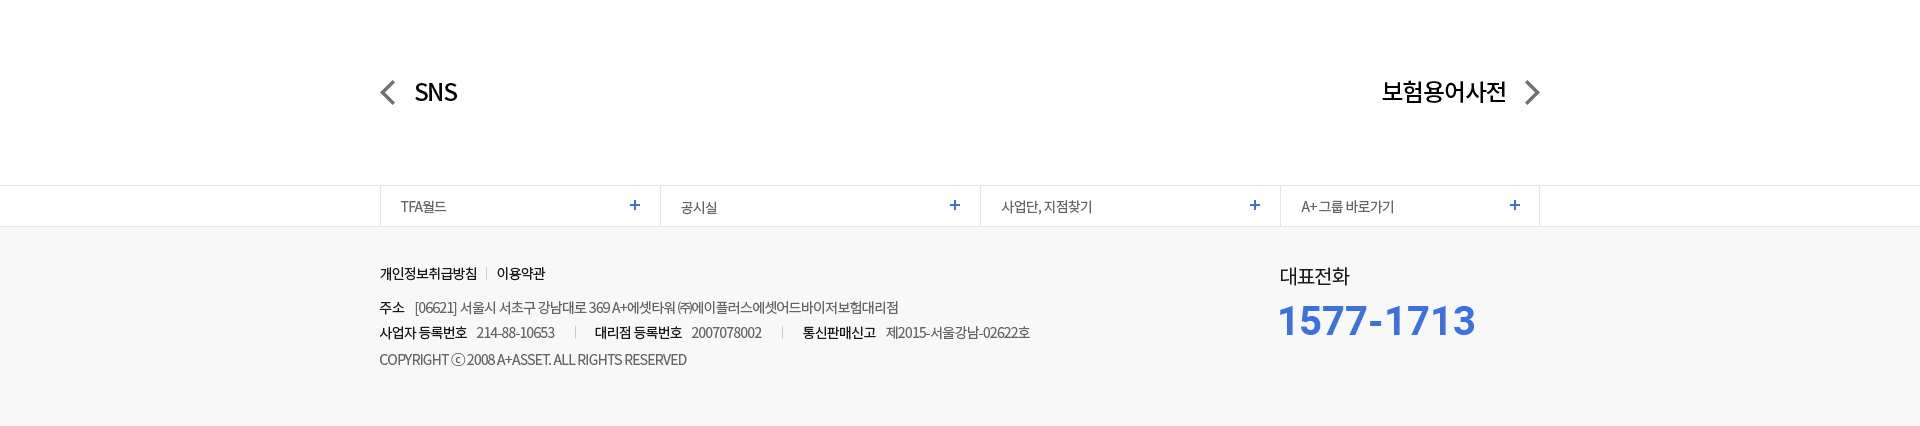 SNS
보험용어사전
TFA월드
공시실
사업단, 지점찾기
A+ 그룹 바로가기
개인정보취급방침 | 이용약관
대표전화
주소 [06621] 서울시 서초구 강남대로 369 A+에셋타워 ㈜에이플러스에셋어드바이저보험대리점
1577-1713
사업자 등록번호 214-88-10653 | 대리점 등록번호 2007078002 | 통신판매신고 제2015-서울강남-02622호
COPYRIGHT ⓒ 2008 A+ASSET. ALL RIGHTS RESERVED